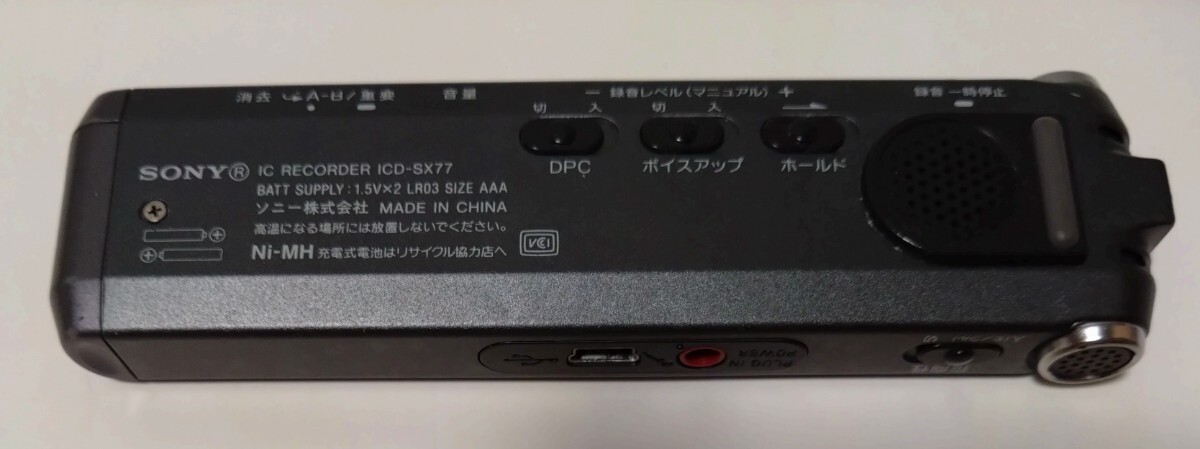 消去 A-B/重要 音量 − 録音レベル(マニュアル) + 録音 一時停止
切 入 切 入
DPC ボイスアップ ホールド
SONY® IC RECORDER ICD-SX77
BATT SUPPLY : 1.5V×2 LR03 SIZE AAA
ソニー株式会社 MADE IN CHINA
高温になる場所には放置しないでください。
Ni-MH 充電式電池はリサイクル協力店へ
VCI
PLUG IN
POWER